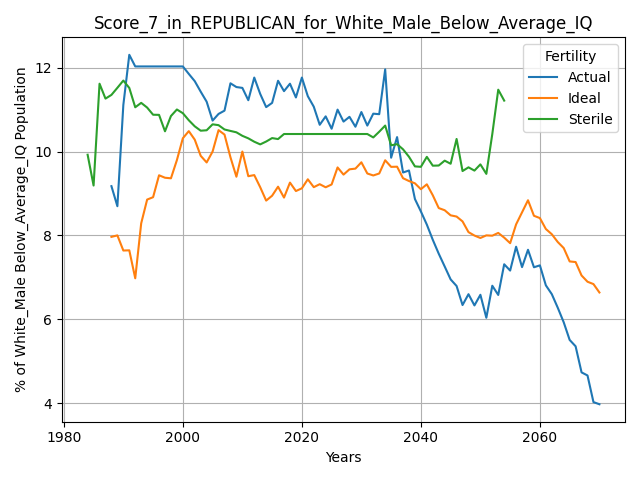 Score_7_in_REPUBLICAN_for_White_Male_Below_Average_IQ
% of White_Male Below_Average_IQ Population
12
10
8
6
4
1980
2000
2020
2040
2060
Years
Fertility
Actual
Ideal
Sterile